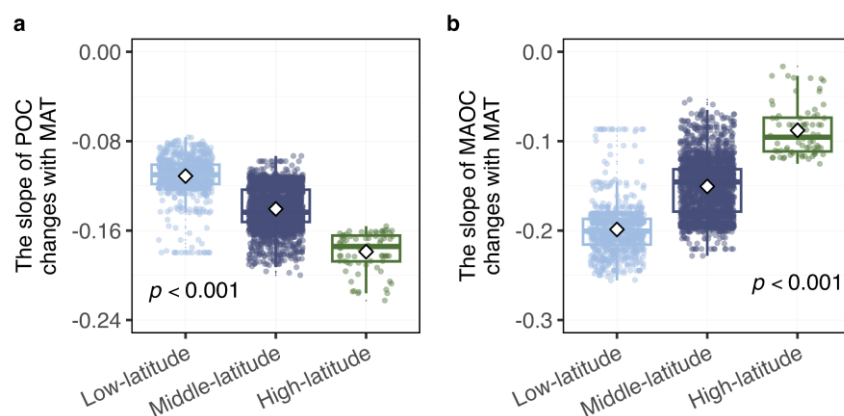 a
The slope of POC
changes with MAT
0.00
-0.08
-0.16
-0.24
p < 0.001
Low-latitude
Middle-latitude
High-latitude
b
The slope of MAOC
changes with MAT
0.0
-0.1
-0.2
-0.3
p < 0.001
Low-latitude
Middle-latitude
High-latitude